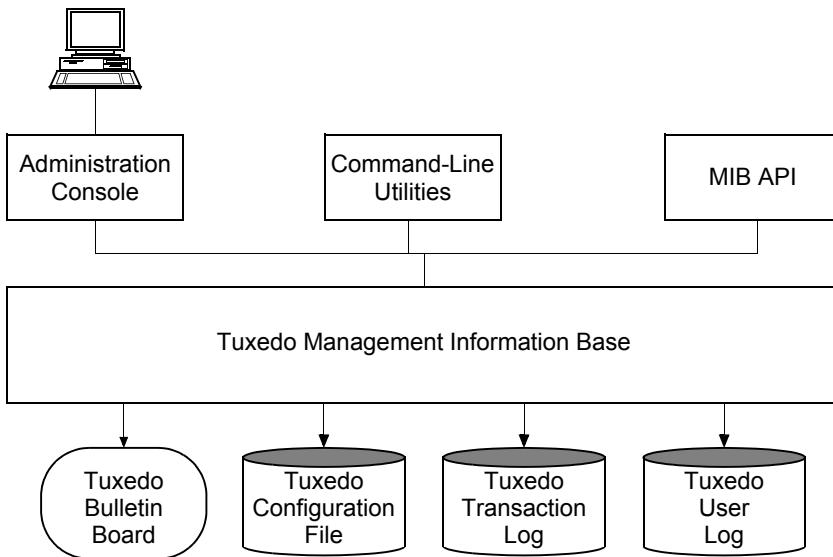 Administration
Console
Command-Line
Utilities
MIB API
Tuxedo Management Information Base
Tuxedo
Bulletin
Board
Tuxedo
Configuration
File
Tuxedo
Transaction
Log
Tuxedo
User
Log